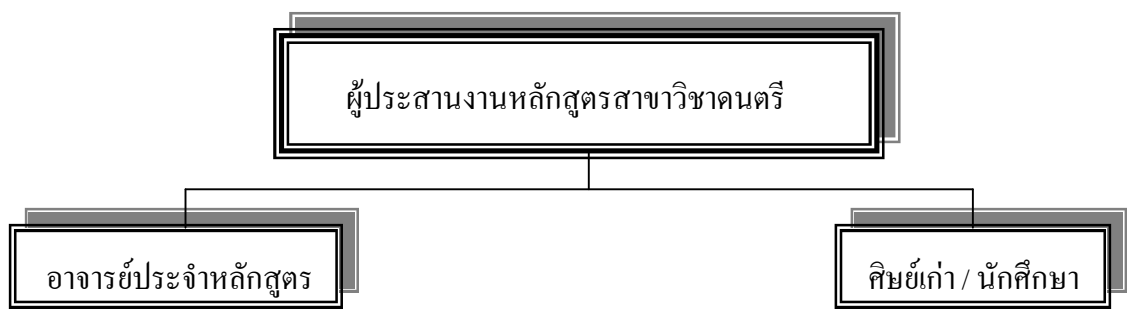 ผู้ประสานงานหลักสูตรสาขาวิชาดนตรี
อาจารย์ประจำหลักสูตร
ศิษย์เก่า / นักศึกษา